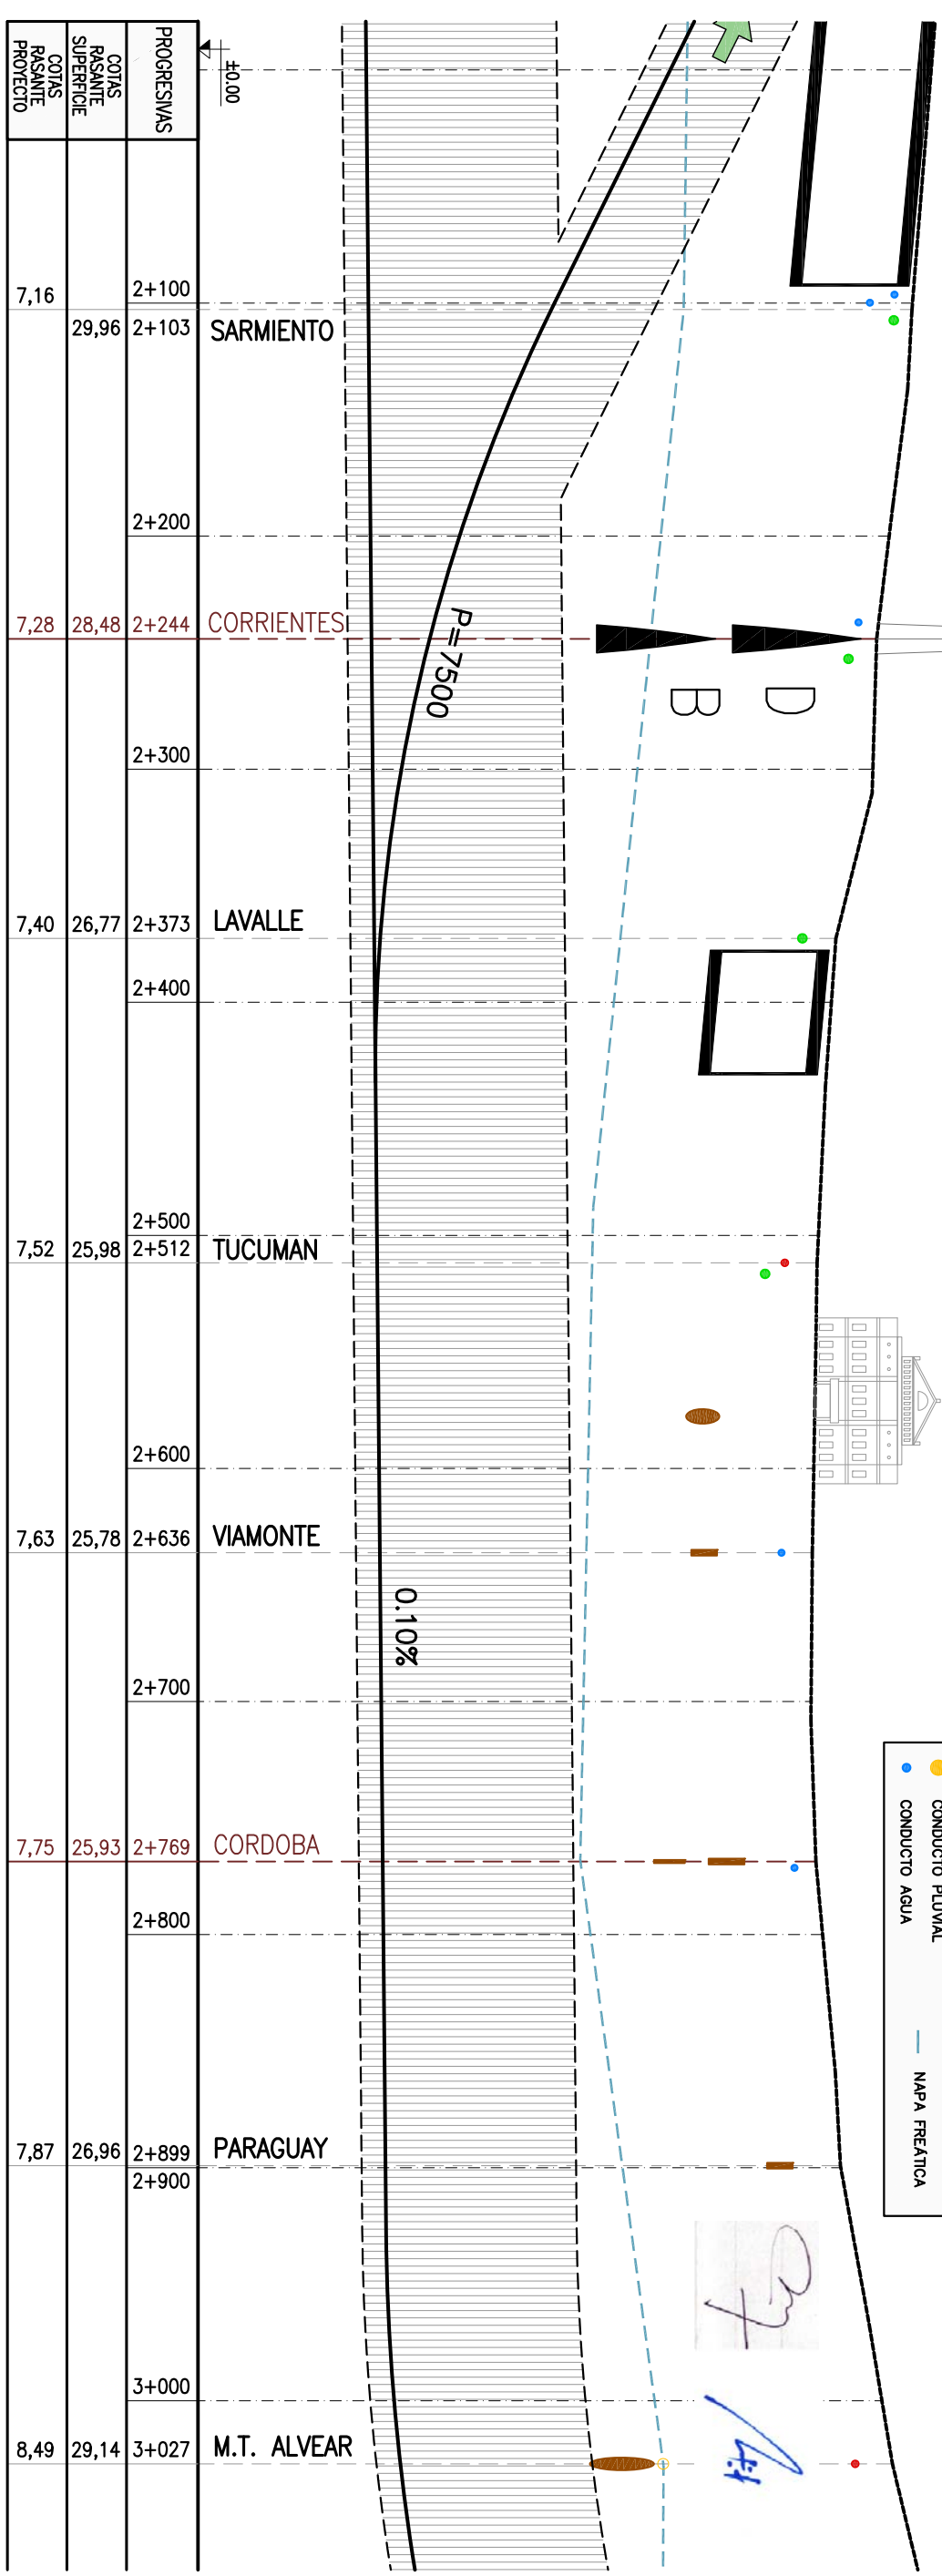 ±0.00
PROGRESIVAS
COTAS
RASANTE
SUPERFICIE
COTAS
RASANTE
PROYECTO
7,16
2+100
29,96 2+103 SARMIENTO
2+200
7,28 28,48 2+244 CORRIENTES
P=7500
B
D
2+300
7,40 26,77 2+373 LAVALLE
2+400
2+500
7,52 25,98 2+512 TUCUMAN
2+600
7,63 25,78 2+636 VIAMONTE
0.10%
2+700
CONDUCTO PLUVIAL
CONDUCTO AGUA
NAPA FREÁTICA
7,75 25,93 2+769 CORDOBA
2+800
7,87 26,96 2+899 PARAGUAY
2+900
3+000
8,49 29,14 3+027 M.T. ALVEAR